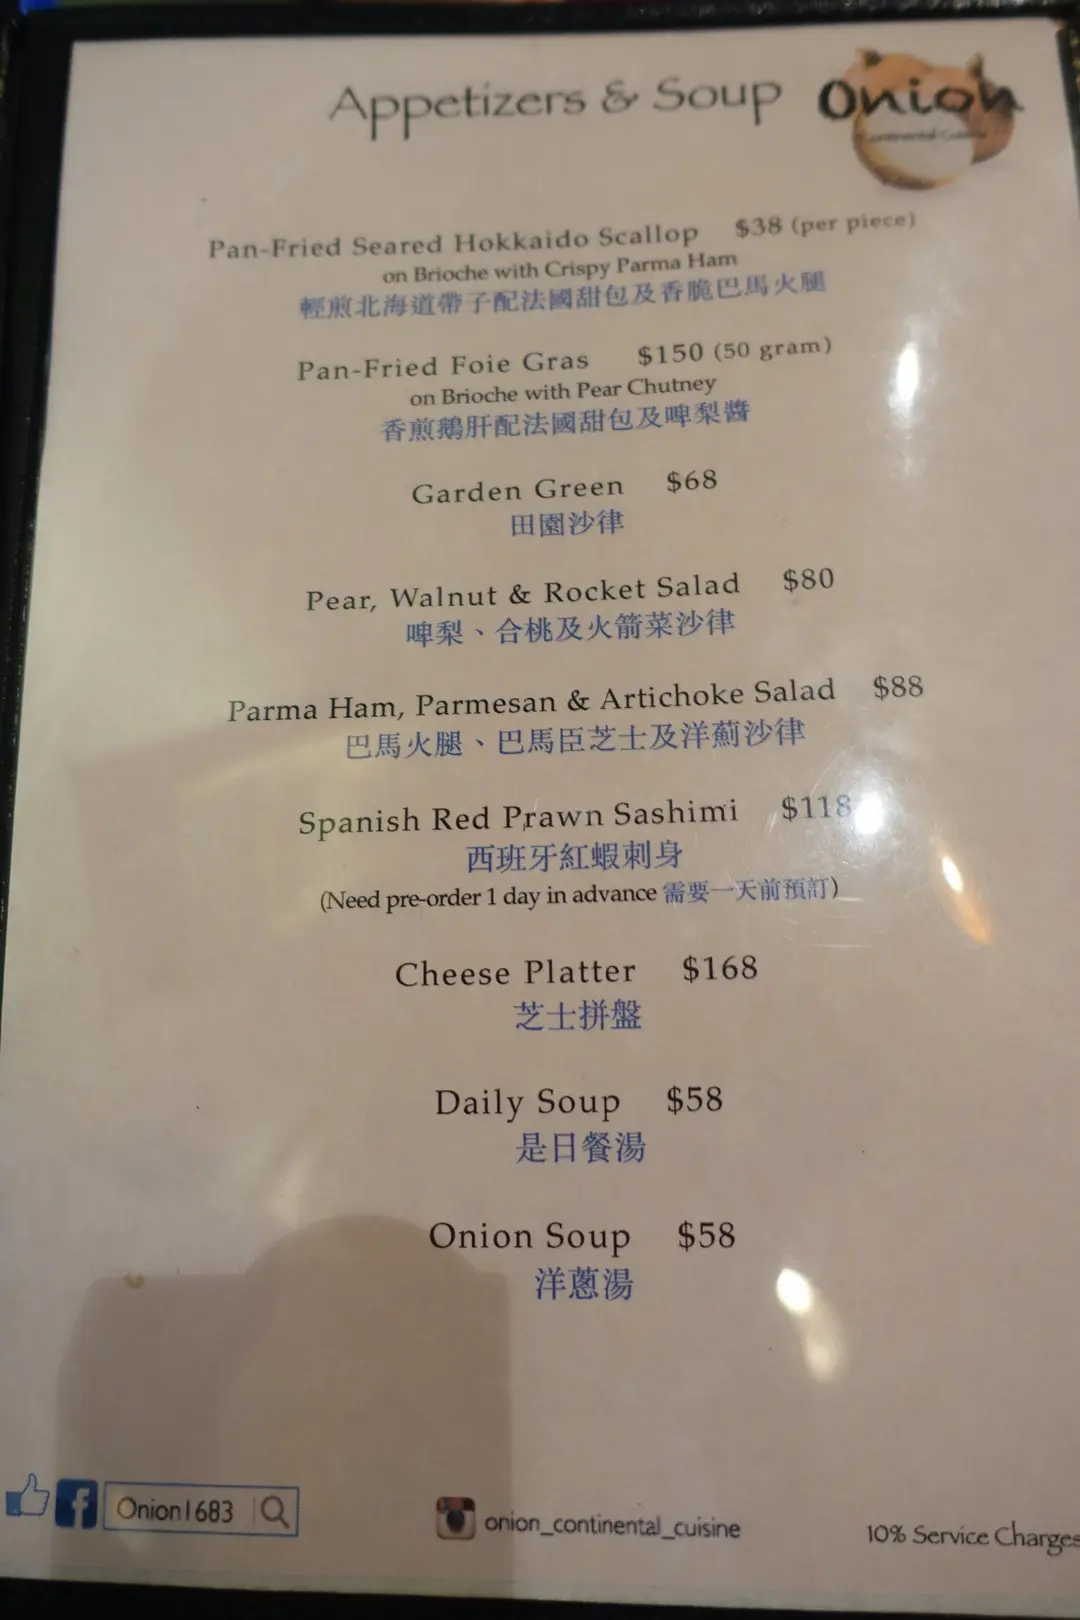 Appetizers & Soup
Onion
Continental Cuisine
Pan-Fried Seared Hokkaido Scallop $38 (per piece)
on Brioche with Crispy Parma Ham
輕煎北海道帶子配法國甜包及香脆巴馬火腿
Pan-Fried Foie Gras $150 (50 gram)
on Brioche with Pear Chutney
香煎鵝肝配法國甜包及啤梨醬
Garden Green $68
田園沙律
Pear, Walnut & Rocket Salad $80
啤梨、合桃及火箭菜沙律
Parma Ham, Parmesan & Artichoke Salad $88
巴馬火腿、巴馬臣芝士及洋薊沙律
Spanish Red Prawn Sashimi $118
西班牙紅蝦刺身
(Need pre-order 1 day in advance 需要一天前預訂)
Cheese Platter $168
芝士拼盤
Daily Soup $58
是日餐湯
Onion Soup $58
洋蔥湯
Onion1683
onion_continental_cuisine
10% Service Charges